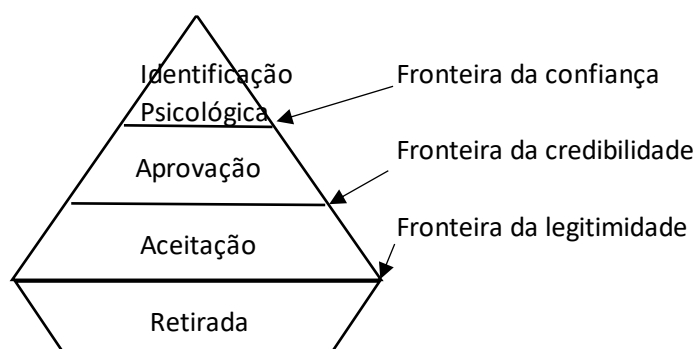 Identificação
Psicológica
Fronteira da confiança
Aprovação
Fronteira da credibilidade
Aceitação
Fronteira da legitimidade
Retirada